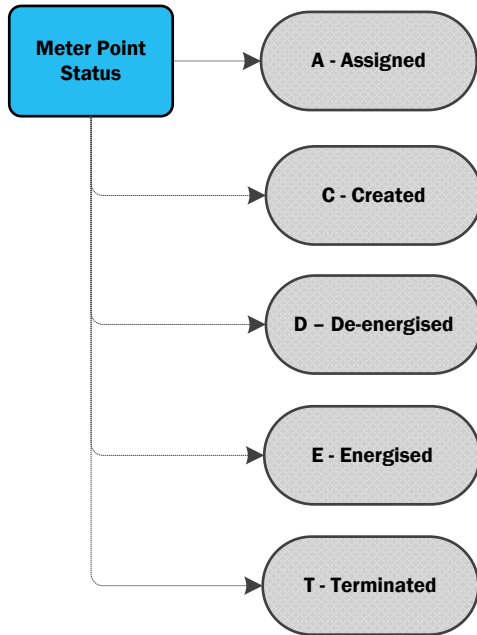 Meter Point
Status
A - Assigned
C - Created
D – De-energised
E - Energised
T - Terminated